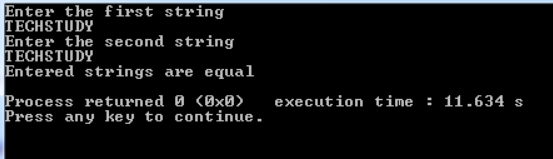 Enter the first string
TECHSTUDY
Enter the second string
TECHSTUDY
Entered strings are equal
Process returned 0 (0x0)   execution time : 11.634 s
Press any key to continue.